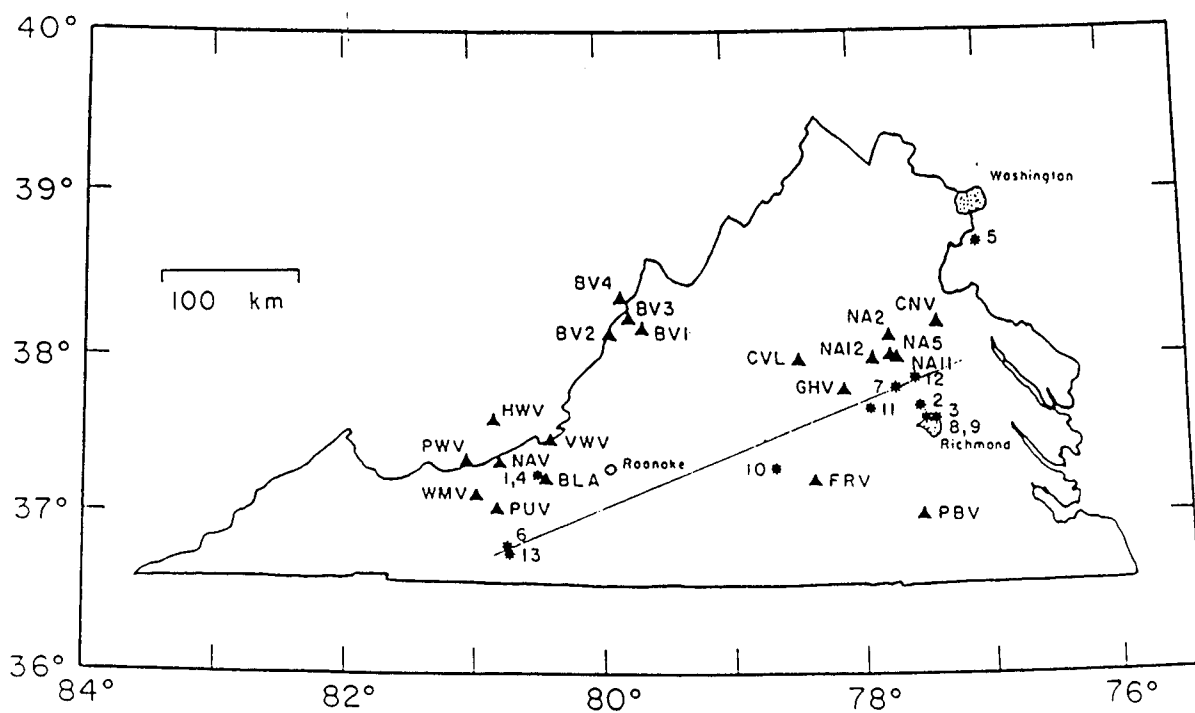 40°
39°
38°
37°
36°
84°
82°
80°
78°
76°
100 km
Washington
5
BV4
BV3
BV2
BV1
CNV
NA2
NA5
NA12
NA11
CVL
GHV
7
12
11
2
3
8,9
Richmond
HWV
VWV
PWV
NAV
1,4
BLA
Roanoke
WMV
PUV
10
FRV
PBV
6
13